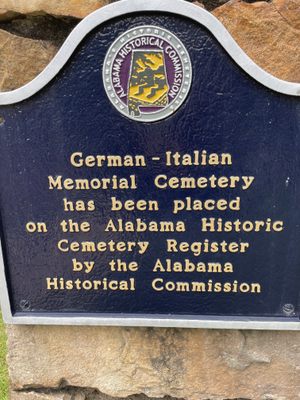 ALABAMA HISTORICAL COMMISSION
German-Italian
Memorial Cemetery
has been placed
on the Alabama Historic
Cemetery Register
by the Alabama
Historical Commission